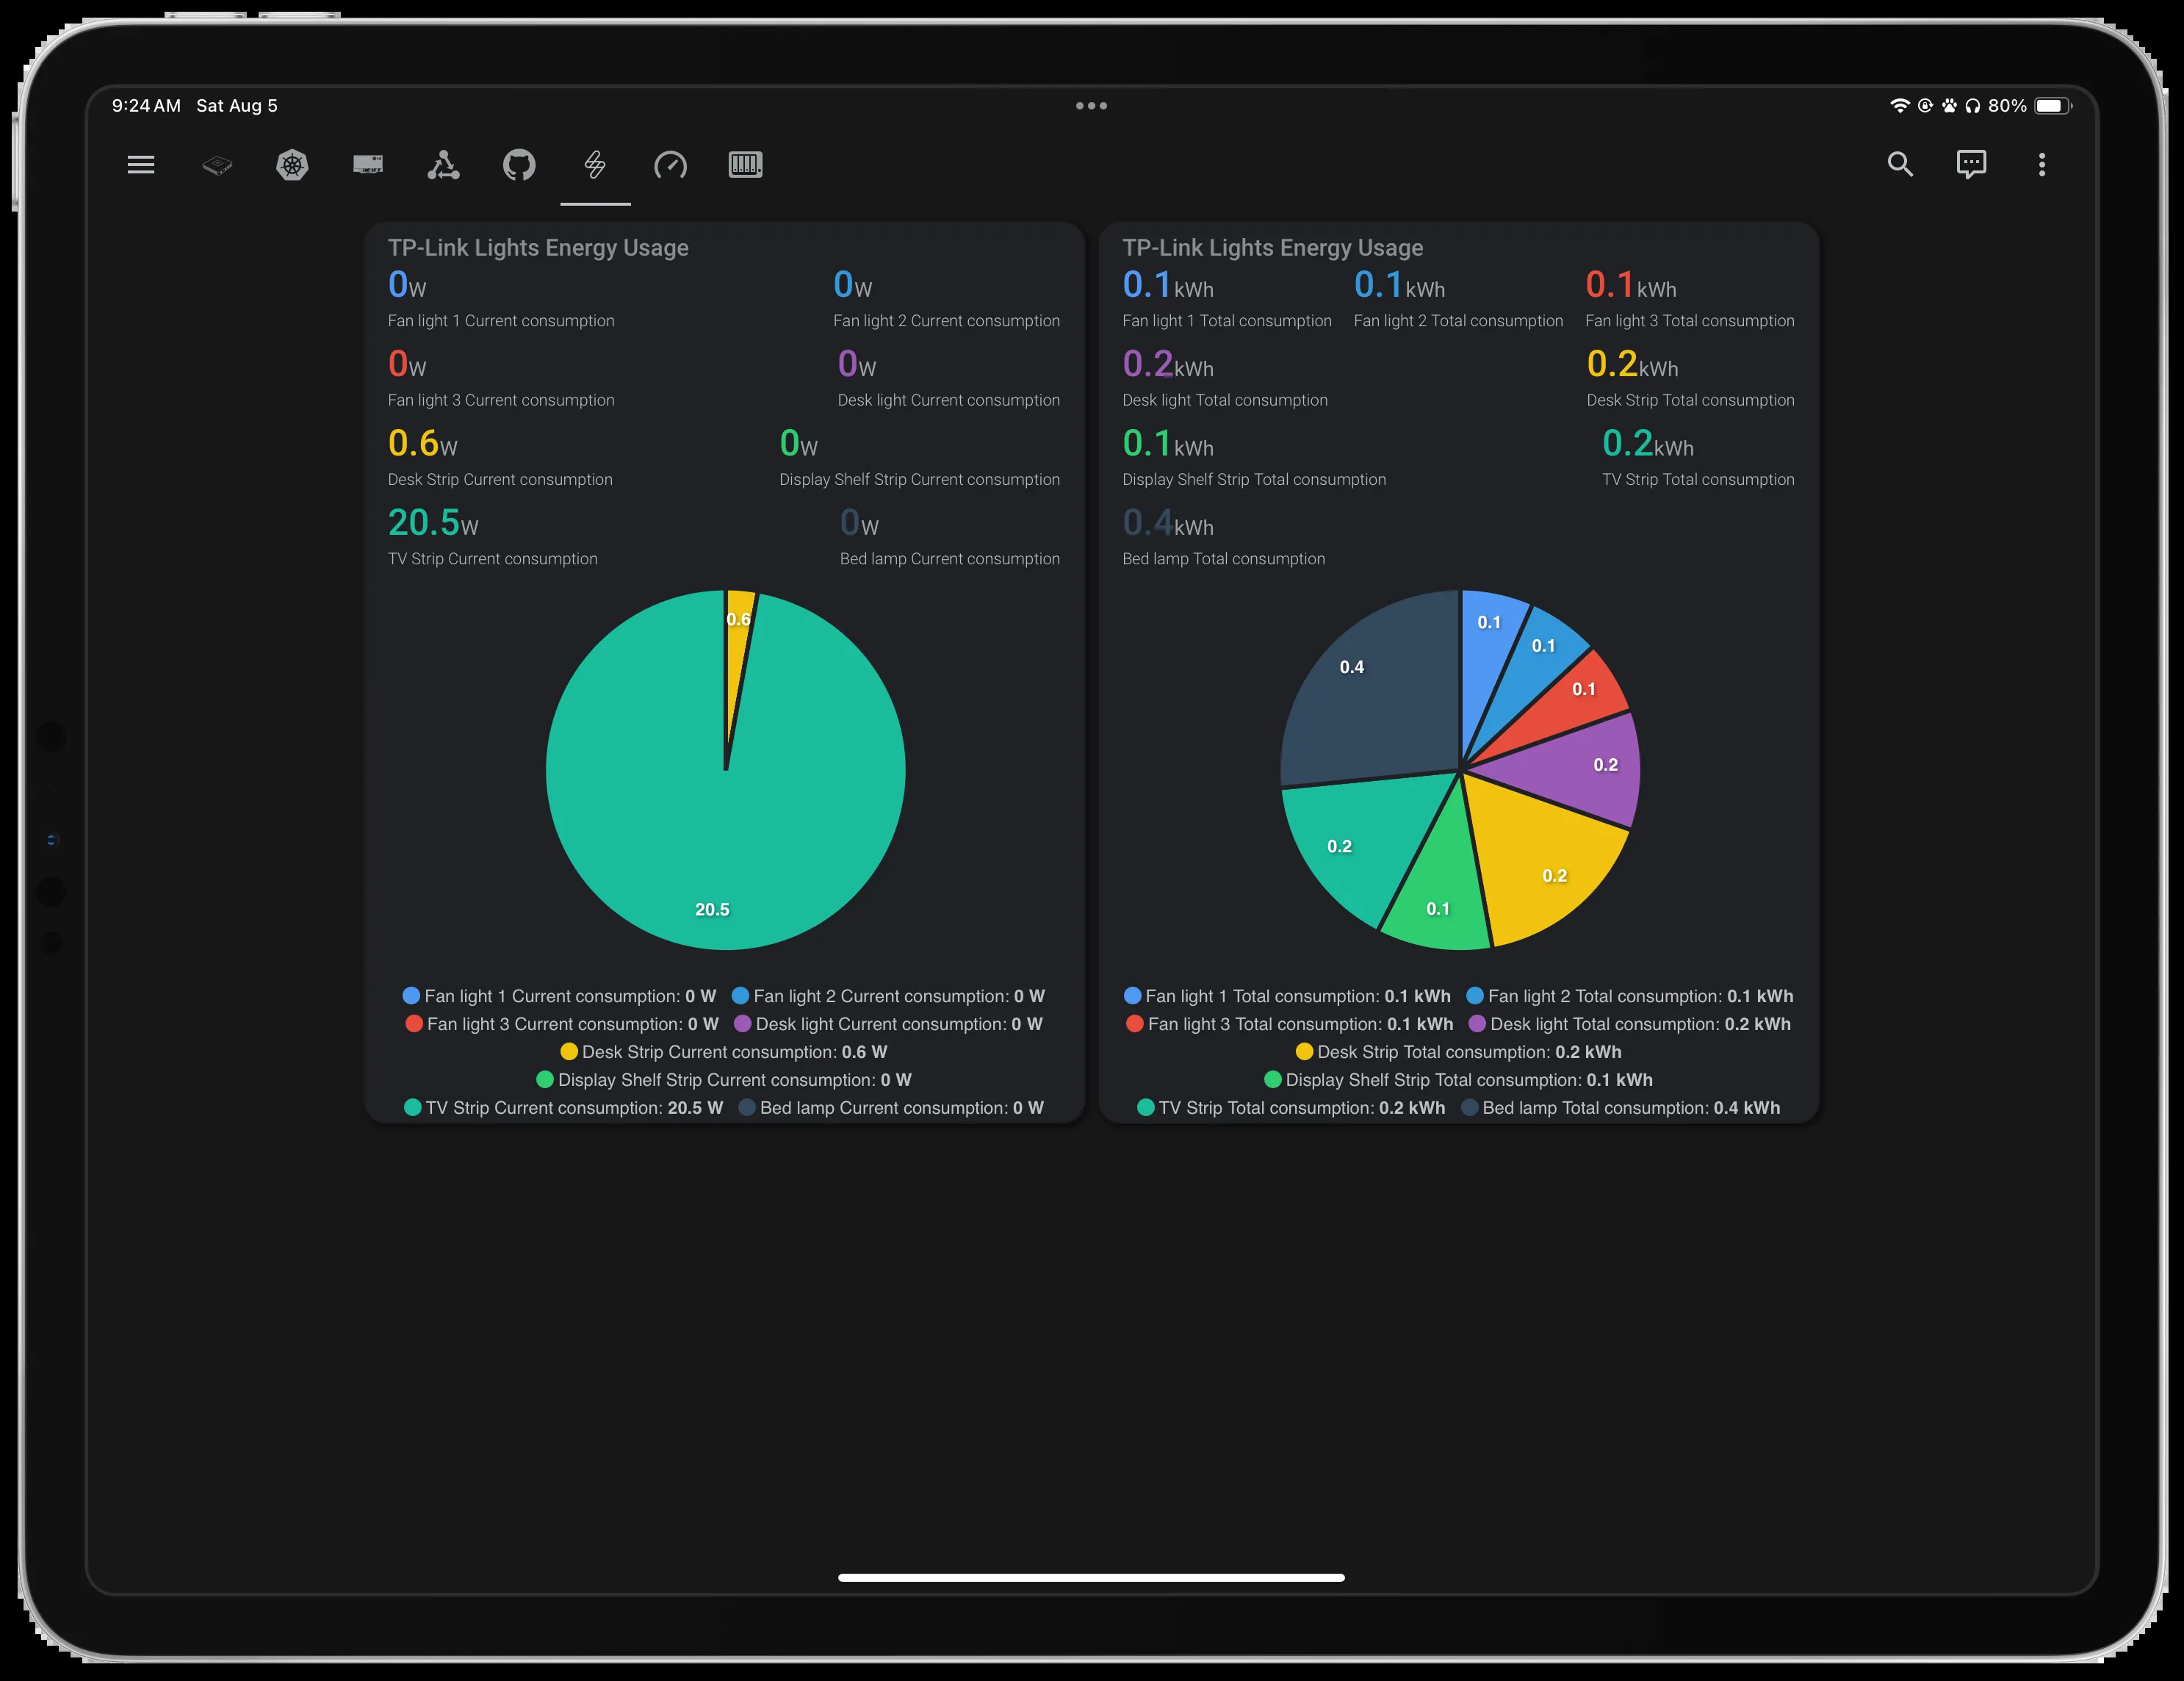 9:24 AM Sat Aug 5
80%
TP-Link Lights Energy Usage
0W 0W
Fan light 1 Current consumption Fan light 2 Current consumption
0W 0W
Fan light 3 Current consumption Desk light Current consumption
0.6W 0W
Desk Strip Current consumption Display Shelf Strip Current consumption
20.5W 0W
TV Strip Current consumption Bed lamp Current consumption
0.6
20.5
Fan light 1 Current consumption: 0 W Fan light 2 Current consumption: 0 W
Fan light 3 Current consumption: 0 W Desk light Current consumption: 0 W
Desk Strip Current consumption: 0.6 W
Display Shelf Strip Current consumption: 0 W
TV Strip Current consumption: 20.5 W Bed lamp Current consumption: 0 W
TP-Link Lights Energy Usage
0.1kWh 0.1kWh 0.1kWh
Fan light 1 Total consumption Fan light 2 Total consumption Fan light 3 Total consumption
0.2kWh 0.2kWh
Desk light Total consumption Desk Strip Total consumption
0.1kWh 0.2kWh
Display Shelf Strip Total consumption TV Strip Total consumption
0.4kWh
Bed lamp Total consumption
0.1
0.1
0.4
0.1
0.2
0.2
0.2
0.1
Fan light 1 Total consumption: 0.1 kWh Fan light 2 Total consumption: 0.1 kWh
Fan light 3 Total consumption: 0.1 kWh Desk light Total consumption: 0.2 kWh
Desk Strip Total consumption: 0.2 kWh
Display Shelf Strip Total consumption: 0.1 kWh
TV Strip Total consumption: 0.2 kWh Bed lamp Total consumption: 0.4 kWh